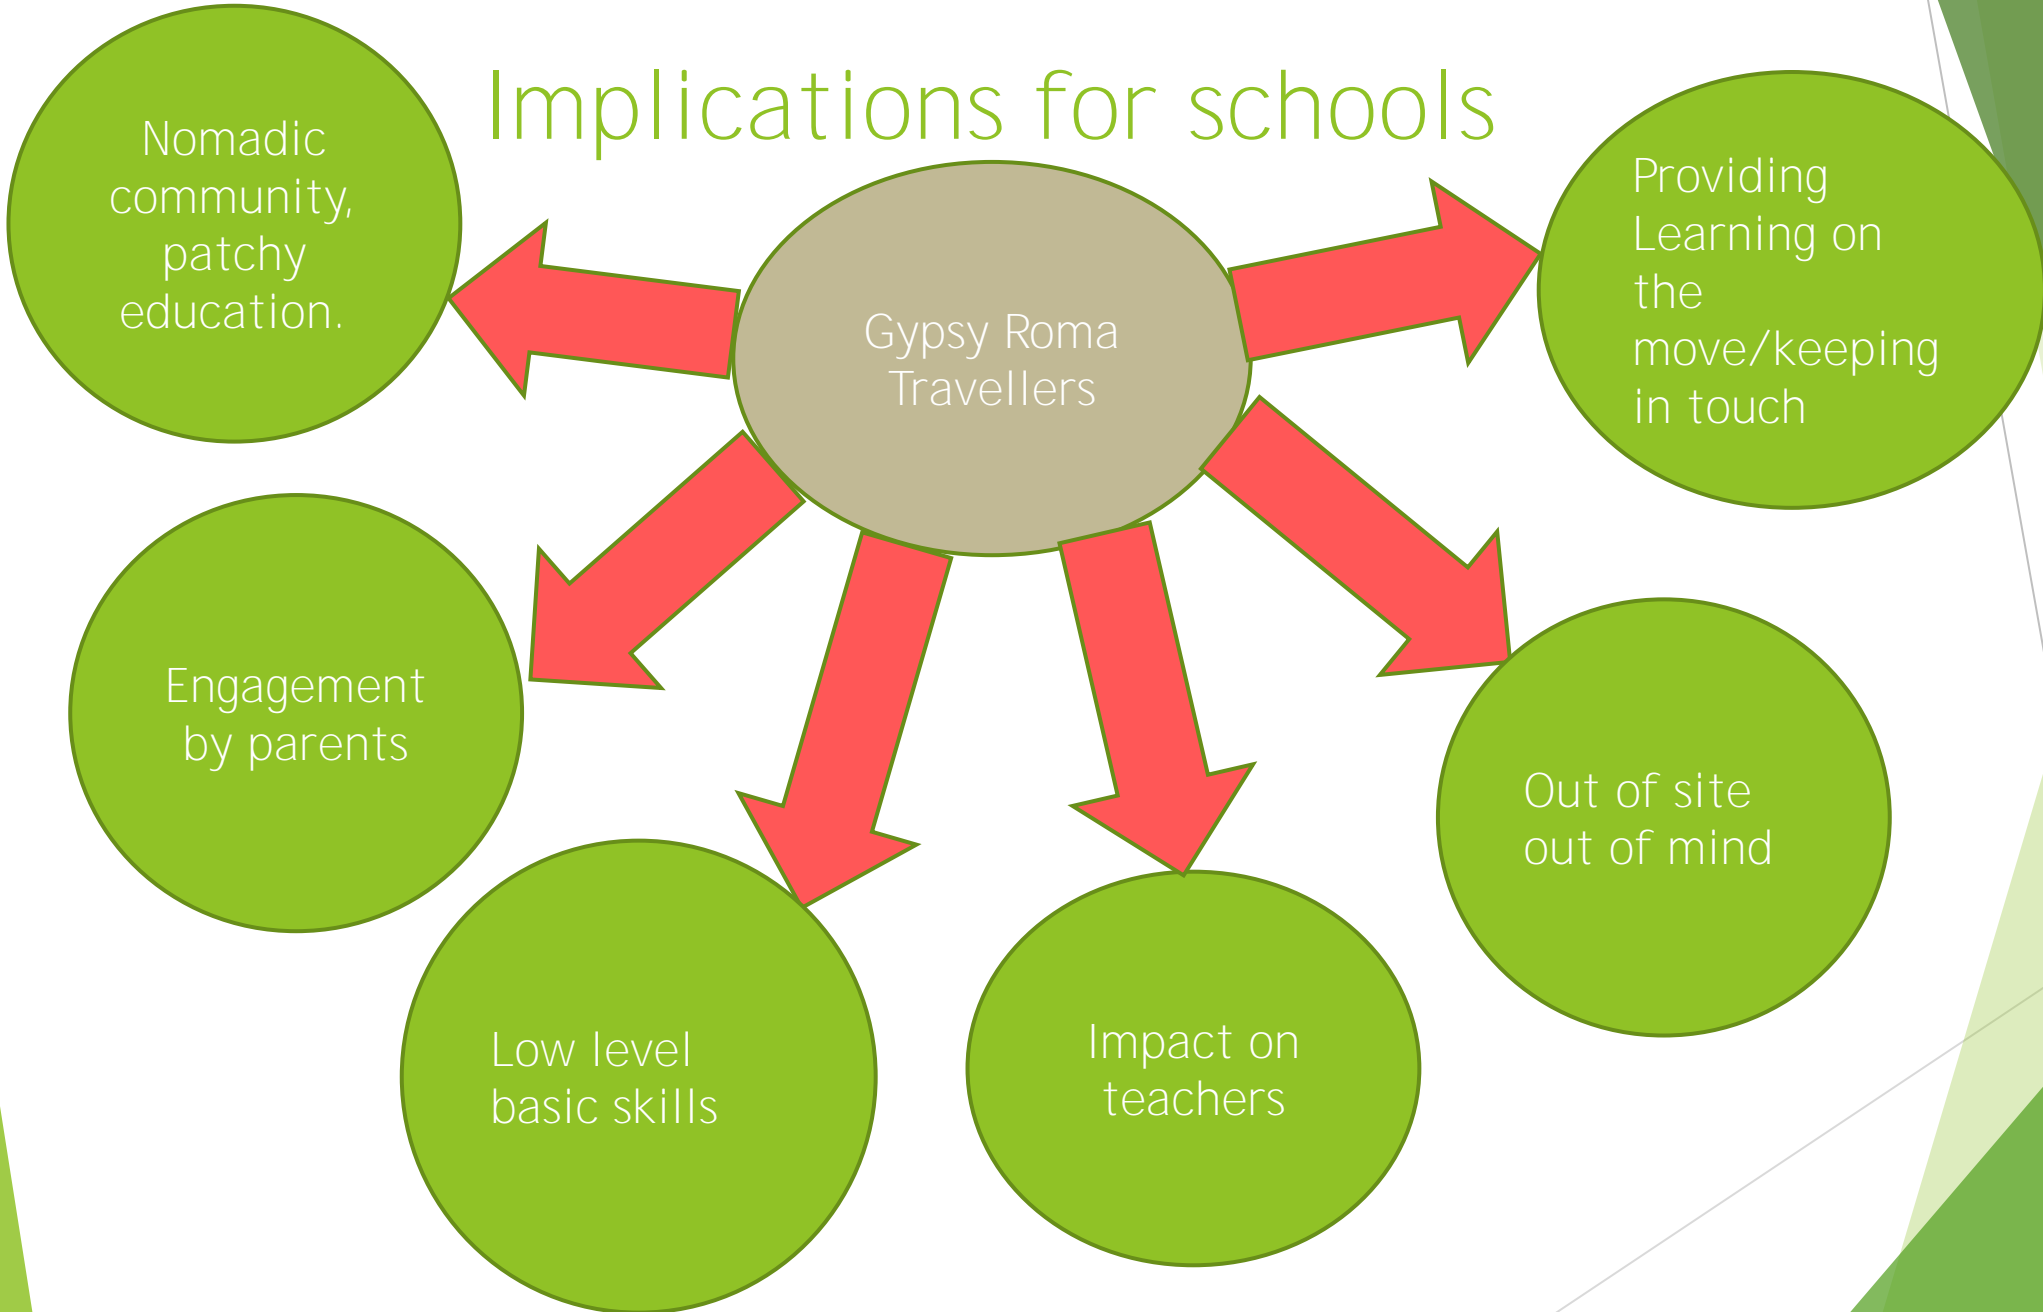 Implications for schools
Nomadic
community,
patchy
education.
Gypsy Roma
Travellers
Providing
Learning on
the
move/keeping
in touch
Engagement
by parents
Out of site
out of mind
Low level
basic skills
Impact on
teachers